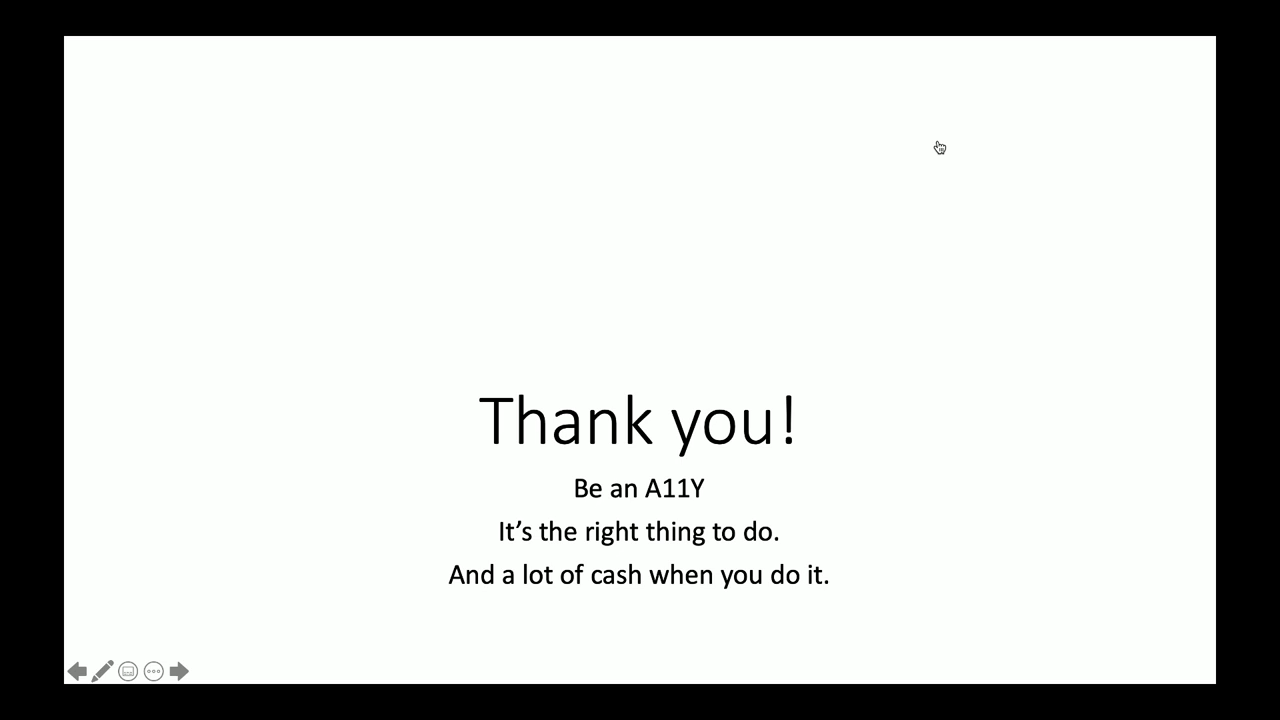 Thank you!
Be an A11Y
It’s the right thing to do.
And a lot of cash when you do it.